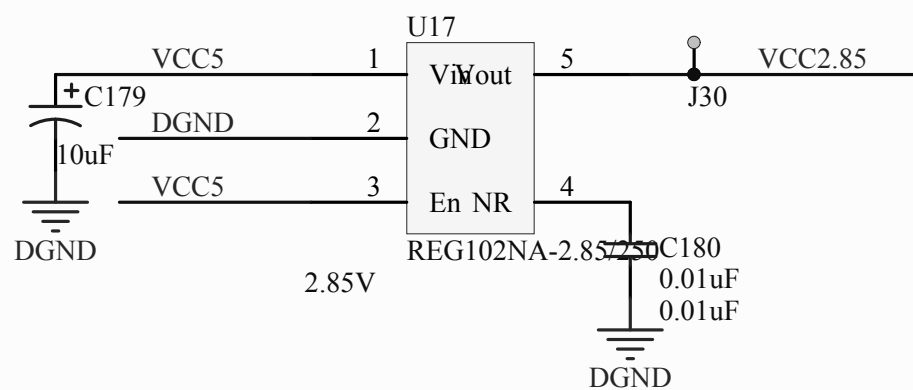 U17
VCC5 1 Vin Vout 5 VCC2.85
+ C179 J30
DGND 2 GND
10uF
VCC5 3 En NR 4
DGND REG102NA-2.85/250 C180
2.85V 0.01uF
0.01uF
DGND